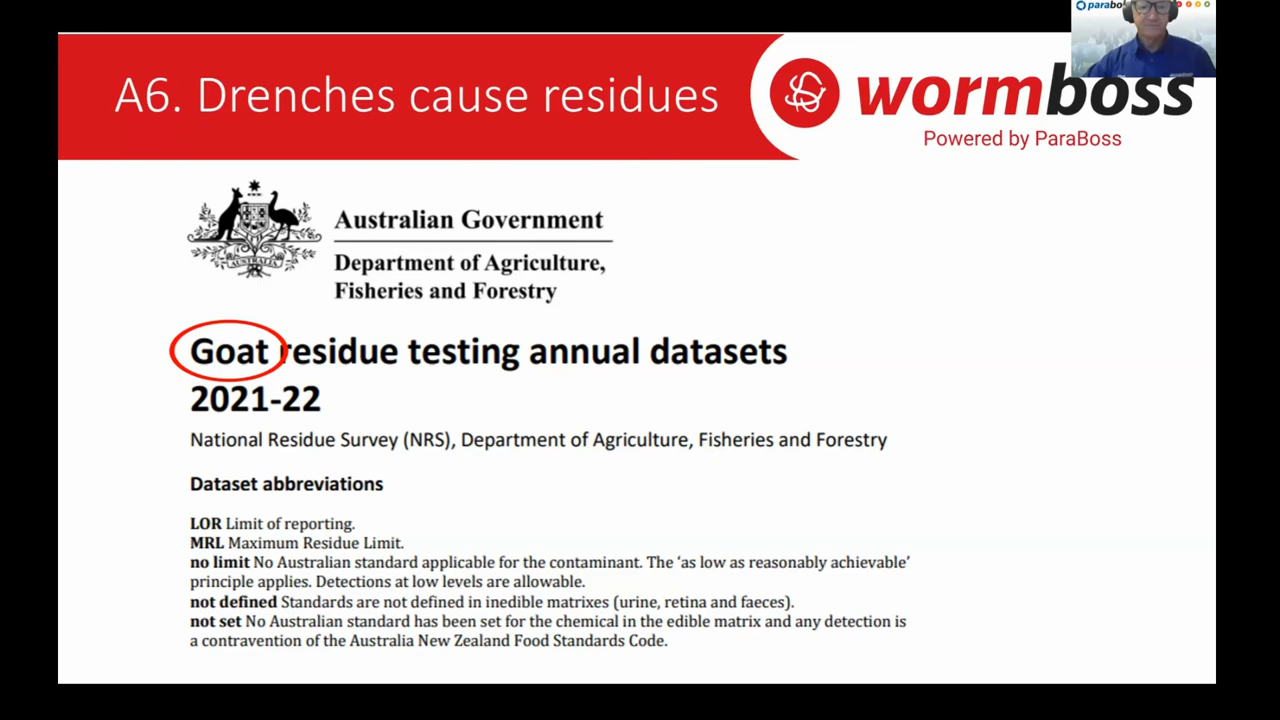 parabo
A6. Drenches cause residues
wormboss
Powered by ParaBoss
AUSTRALIA
Australian Government
Department of Agriculture,
Fisheries and Forestry
Goat residue testing annual datasets
2021-22
National Residue Survey (NRS), Department of Agriculture, Fisheries and Forestry
Dataset abbreviations
LOR Limit of reporting.
MRL Maximum Residue Limit.
no limit No Australian standard applicable for the contaminant. The ‘as low as reasonably achievable’
principle applies. Detections at low levels are allowable.
not defined Standards are not defined in inedible matrixes (urine, retina and faeces).
not set No Australian standard has been set for the chemical in the edible matrix and any detection is
a contravention of the Australia New Zealand Food Standards Code.